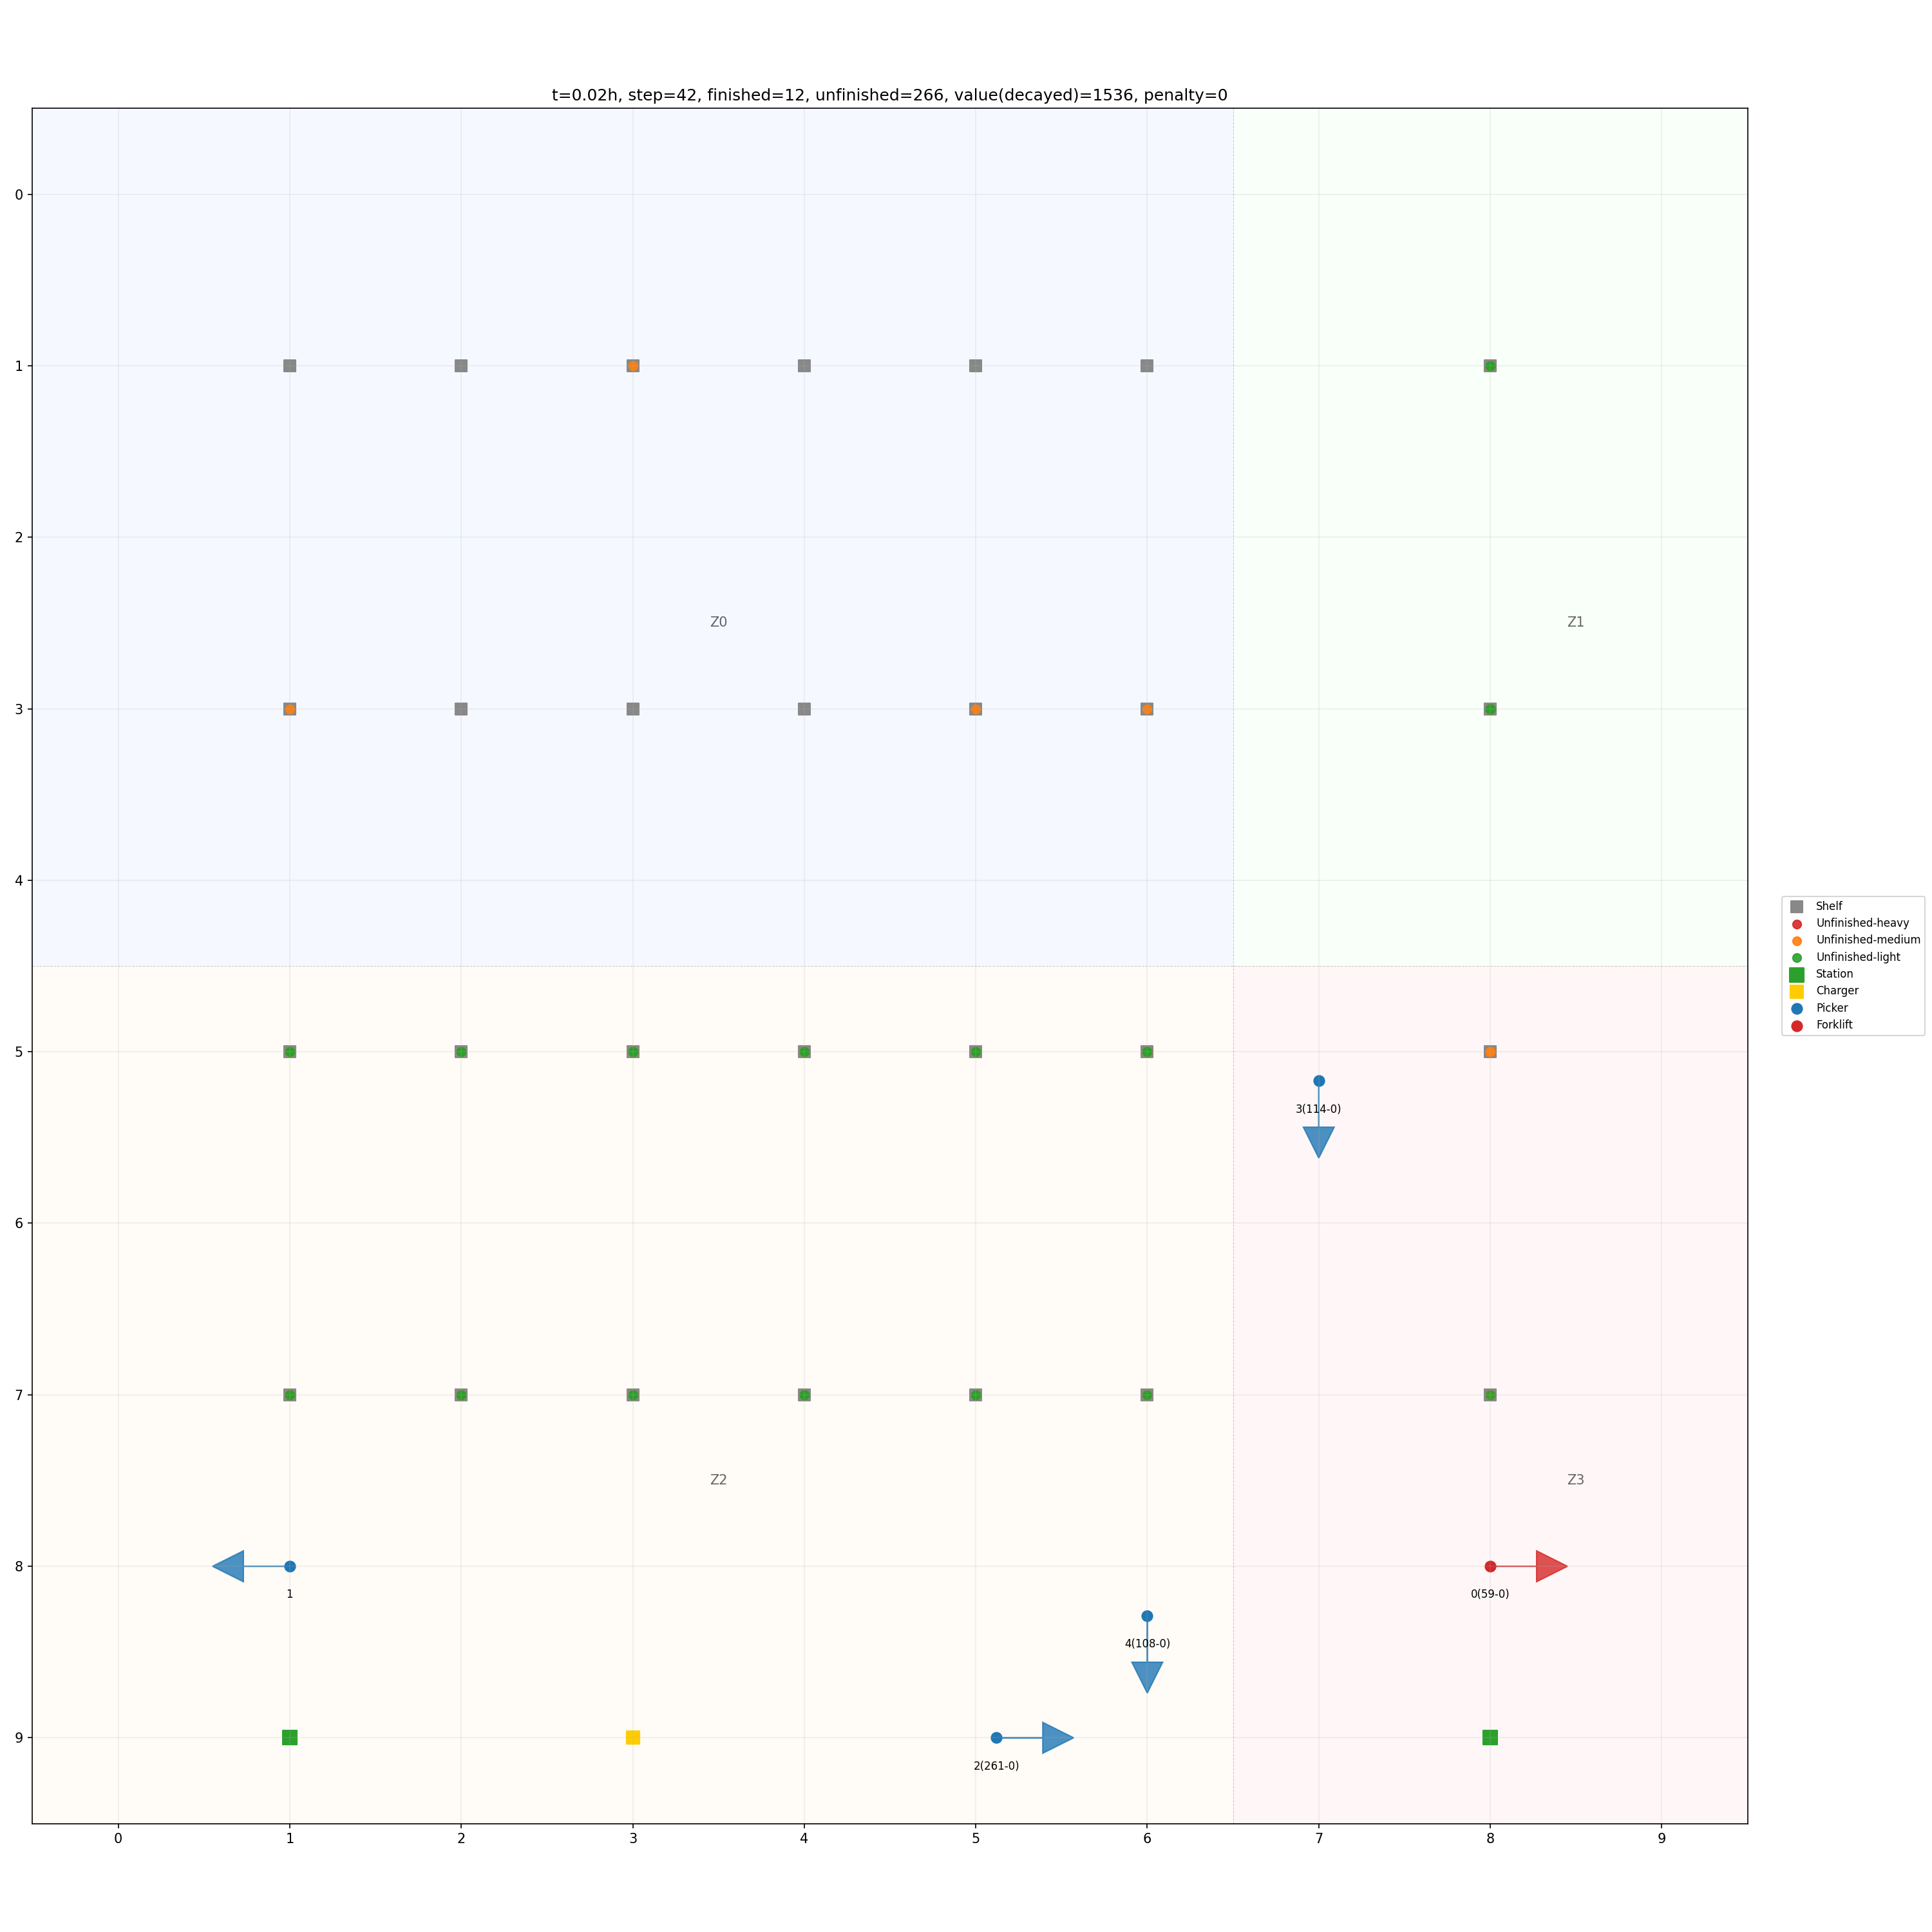 t=0.02h, step=42, finished=12, unfinished=266, value(decayed)=1536, penalty=0
0
1
2
Z0
Z1
3
4
Shelf
Unfinished-heavy
Unfinished-medium
Unfinished-light
Station
Charger
Picker
Forklift
5
3(114-0)
6
7
Z2
Z3
8
1
0(59-0)
4(108-0)
9
2(261-0)
0 1 2 3 4 5 6 7 8 9